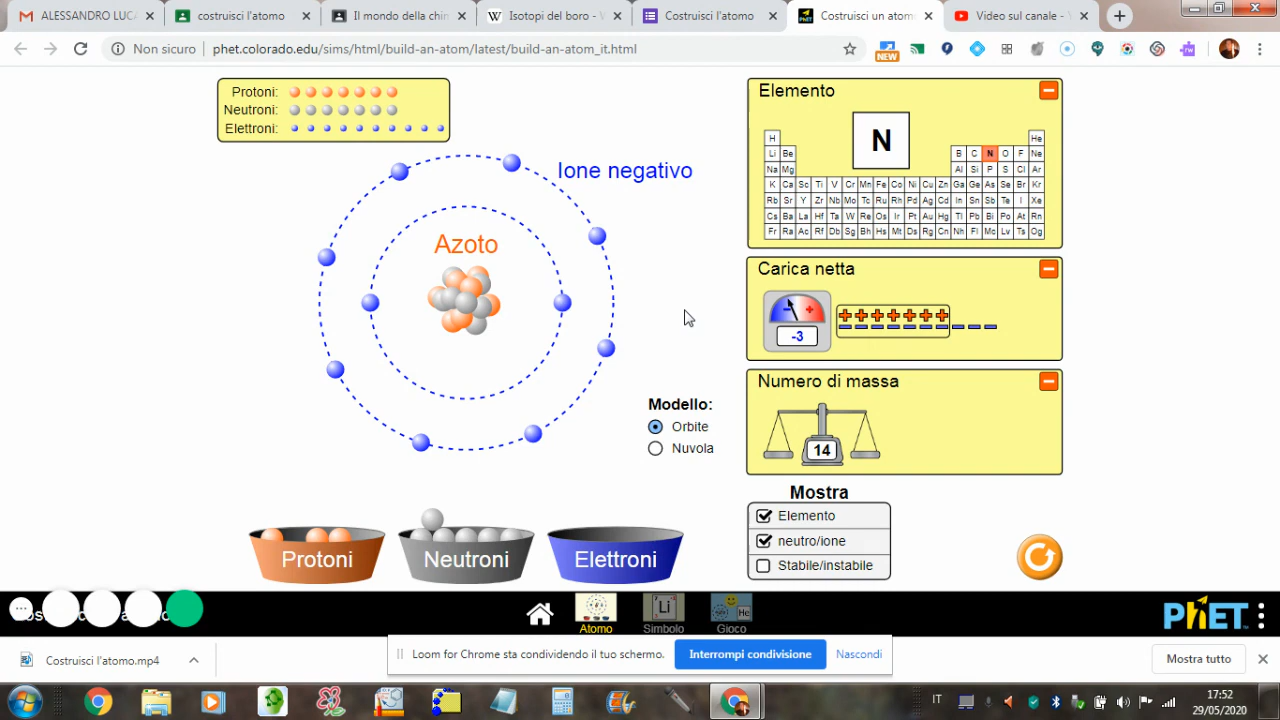 ALESSANDRO LUCA
costruisci l'atomo
Il mondo della chim
Isotopi del boro - W
Costruisci l'atomo
Costruisci un atomo
Video sul canale - Y
Non sicuro
phet.colorado.edu/sims/html/build-an-atom/latest/build-an-atom_it.html
NEW
Protoni:
Neutroni:
Elettroni:
Ione negativo
Azoto
Modello:
Orbite
Nuvola
Protoni
Neutroni
Elettroni
Elemento
N
H He
Li Be B C N O F Ne
Na Mg Al Si P S Cl Ar
K Ca Sc Ti V Cr Mn Fe Co Ni Cu Zn Ga Ge As Se Br Kr
Rb Sr Y Zr Nb Mo Tc Ru Rh Pd Ag Cd In Sn Sb Te I Xe
Cs Ba La Hf Ta W Re Os Ir Pt Au Hg Tl Pb Bi Po At Rn
Fr Ra Ac Rf Db Sg Bh Hs Mt Ds Rg Cn Nh Fl Mc Lv Ts Og
Carica netta
-3
Numero di massa
14
Mostra
Elemento
neutro/ione
Stabile/instabile
Li
He
Atomo
Simbolo
Gioco
PhET
Costruisci l'atomo.mp4
Loom for Chrome sta condividendo il tuo schermo.
Interrompi condivisione
Nascondi
Mostra tutto
IT
17:52
29/05/2020